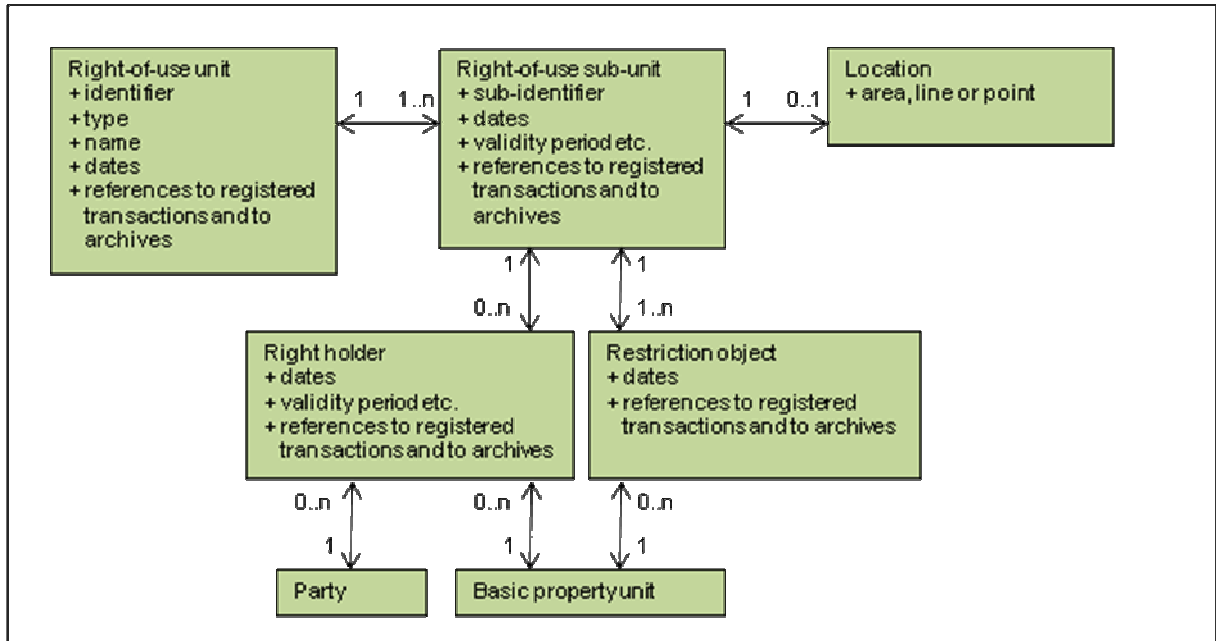 Right-of-use unit
+ identifier
+ type
+ name
+ dates
+ references to registered
transactions and to
archives
1 1..n
Right-of-use sub-unit
+ sub-identifier
+ dates
+ validity period etc.
+ references to registered
transactions and to
archives
1 0..1
Location
+ area, line or point
1
0..n
1
1..n
Right holder
+ dates
+ validity period etc.
+ references to registered
transactions and to archives
Restriction object
+ dates
+ references to registered
transactions and to archives
0..n
1
0..n
1
0..n
1
Party
Basic property unit